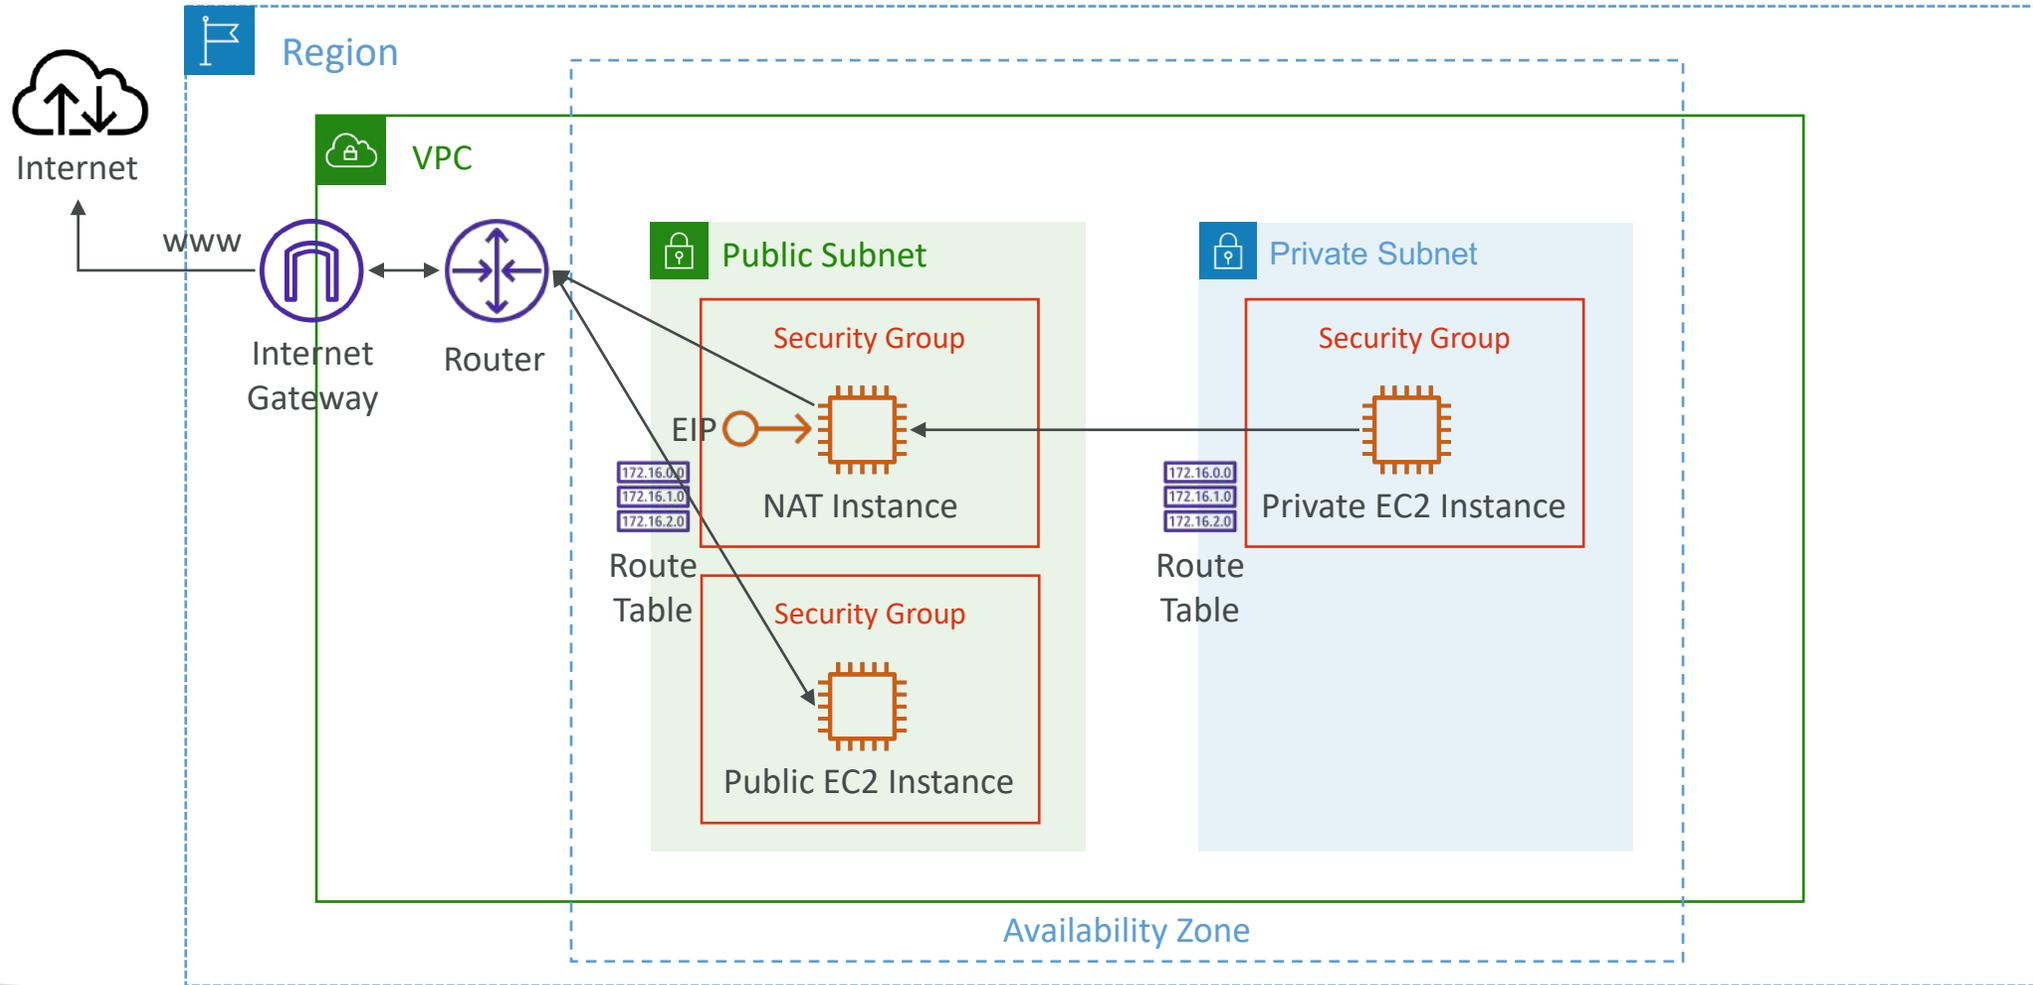 Region
Internet
VPC
www
Public Subnet
Private Subnet
Security Group
Security Group
Internet
Gateway
Router
EIP
172.16.0.0
172.16.1.0
172.16.2.0
172.16.0.0
172.16.1.0
172.16.2.0
NAT Instance
Private EC2 Instance
Route
Table
Route
Table
Security Group
Public EC2 Instance
Availability Zone